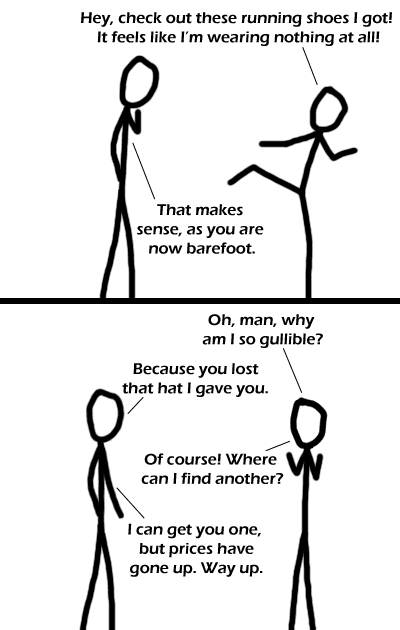 Hey, check out these running shoes I got!
It feels like I'm wearing nothing at all!
That makes
sense, as you are
now barefoot.
Oh, man, why
am I so gullible?
Because you lost
that hat I gave you.
Of course! Where
can I find another?
I can get you one,
but prices have
gone up. Way up.